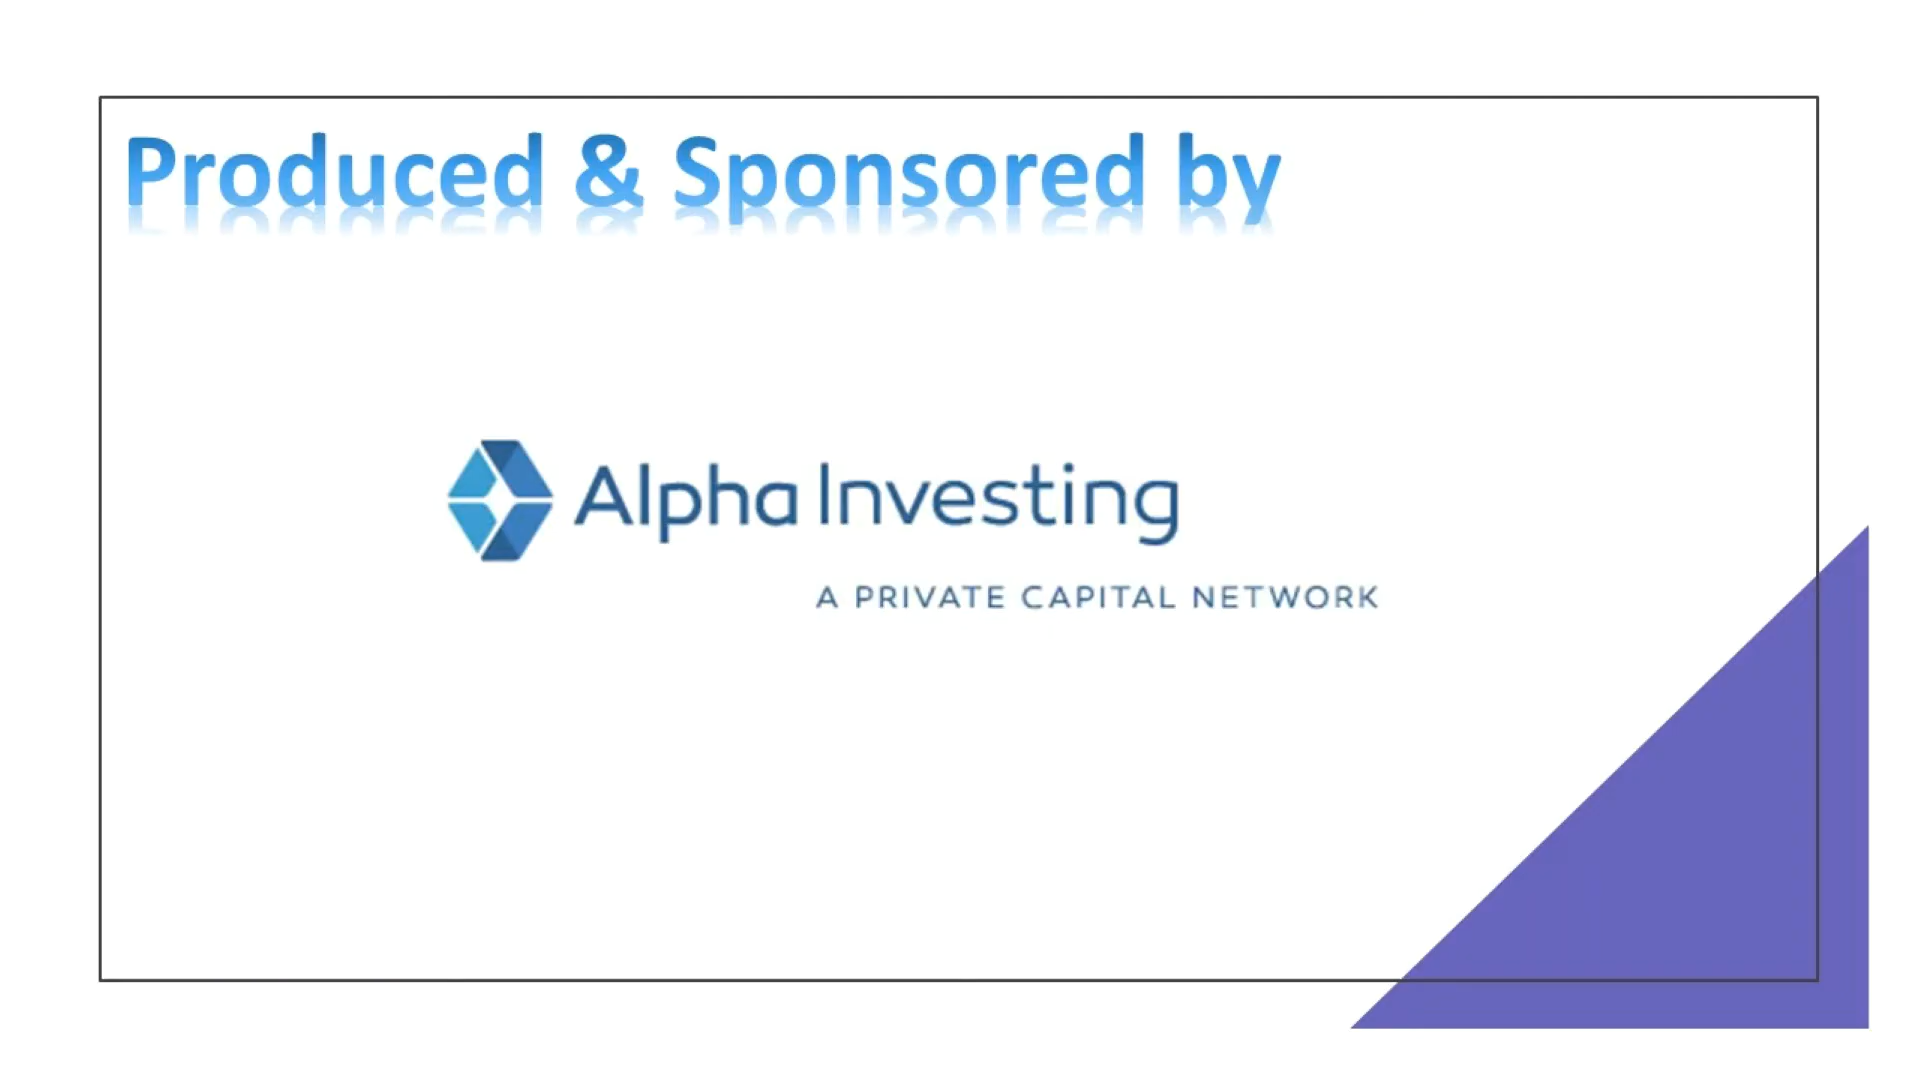 Produced & Sponsored by
Alpha Investing
A PRIVATE CAPITAL NETWORK